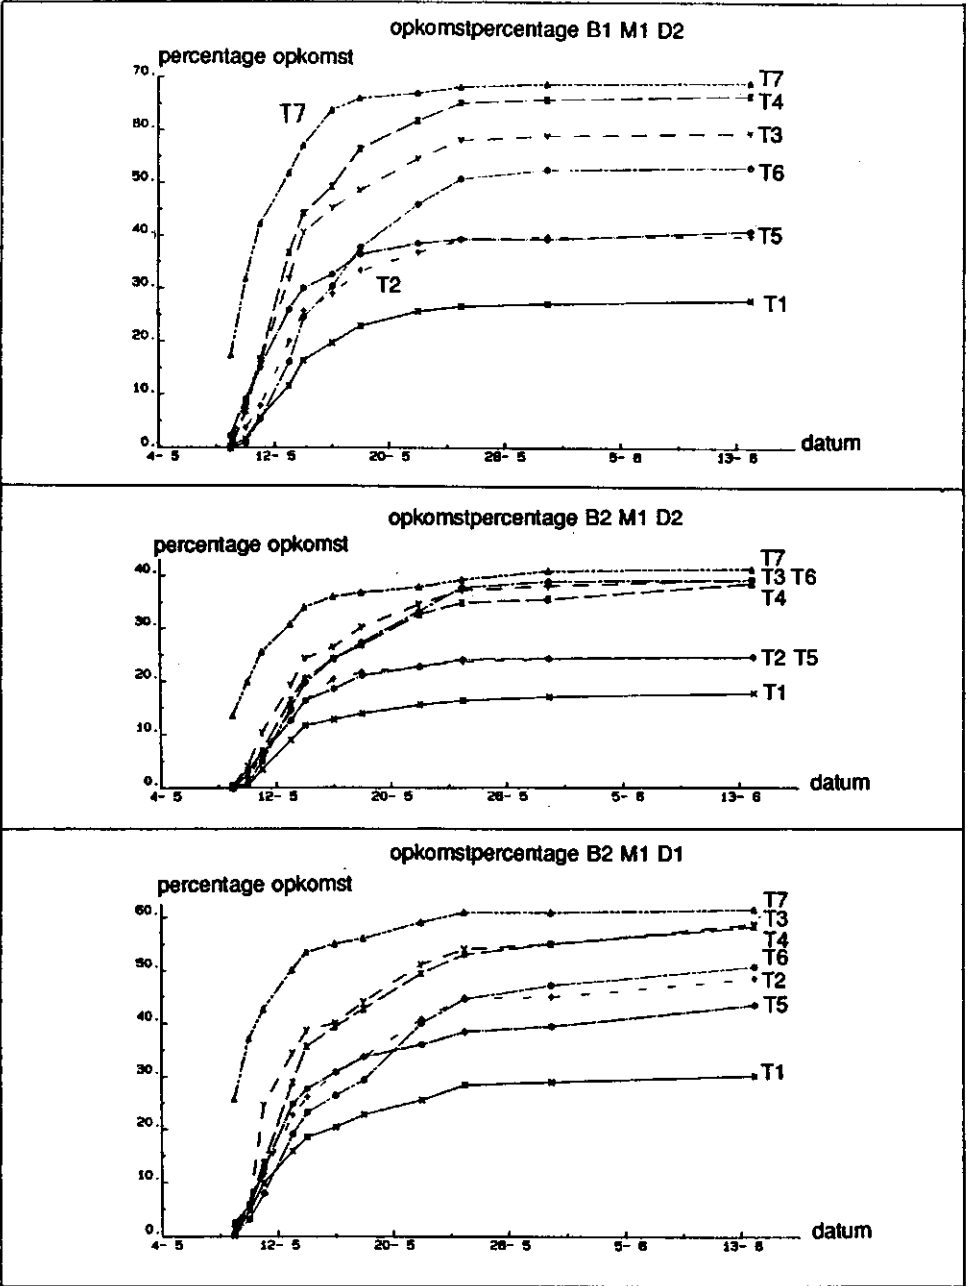 opkomstpercentage B1 M1 D2
percentage opkomst
70.
T7
T7
T4
60.
T3
50.
T6
40.
T5
30.
T2
T1
20.
10.
0.
datum
4- 5 12- 5 20- 5 28- 5 5- 6 13- 6
opkomstpercentage B2 M1 D2
percentage opkomst
T7
40.
T3 T6
T4
30.
T2 T5
20.
T1
10.
0.
datum
4- 5 12- 5 20- 5 28- 5 5- 6 13- 6
opkomstpercentage B2 M1 D1
percentage opkomst
T7
60.
T3
T4
50.
T6
T2
T5
40.
30.
T1
20.
10.
0.
datum
4- 5 12- 5 20- 5 28- 5 5- 6 13- 6